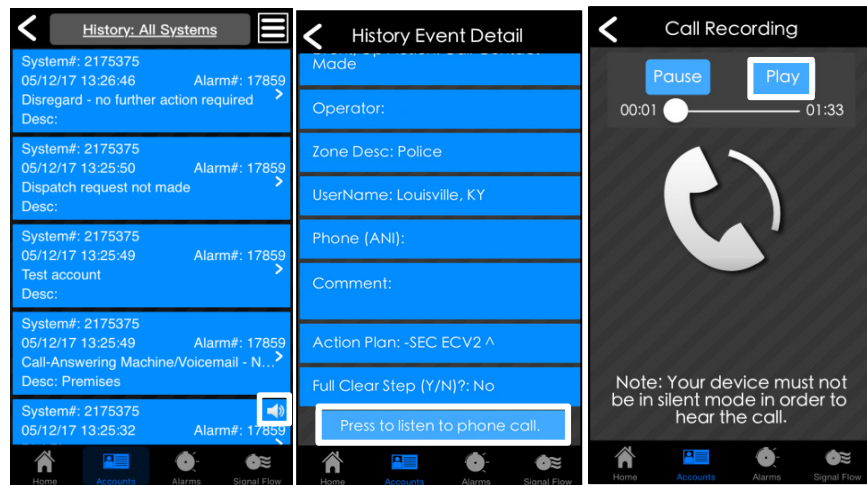 History: All Systems
System#: 2175375
05/12/17 13:26:46 Alarm#: 17859
Disregard - no further action required
Desc:
System#: 2175375
05/12/17 13:25:50 Alarm#: 17859
Dispatch request not made
Desc:
System#: 2175375
05/12/17 13:25:49 Alarm#: 17859
Test account
Desc:
System#: 2175375
05/12/17 13:25:49 Alarm#: 17859
Call-Answering Machine/Voicemail - N...
Desc: Premises
System#: 2175375
05/12/17 13:25:32 Alarm#: 17859
Home Accounts Alarms Signal Flow
History Event Detail
Made
Operator:
Zone Desc: Police
UserName: Louisville, KY
Phone (ANI):
Comment:
Action Plan: -SEC ECV2 ^
Full Clear Step (Y/N)?: No
Press to listen to phone call.
Home Accounts Alarms Signal Flow
Call Recording
Pause Play
00:01 01:33
Note: Your device must not
be in silent mode in order to
hear the call.
Home Accounts Alarms Signal Flow